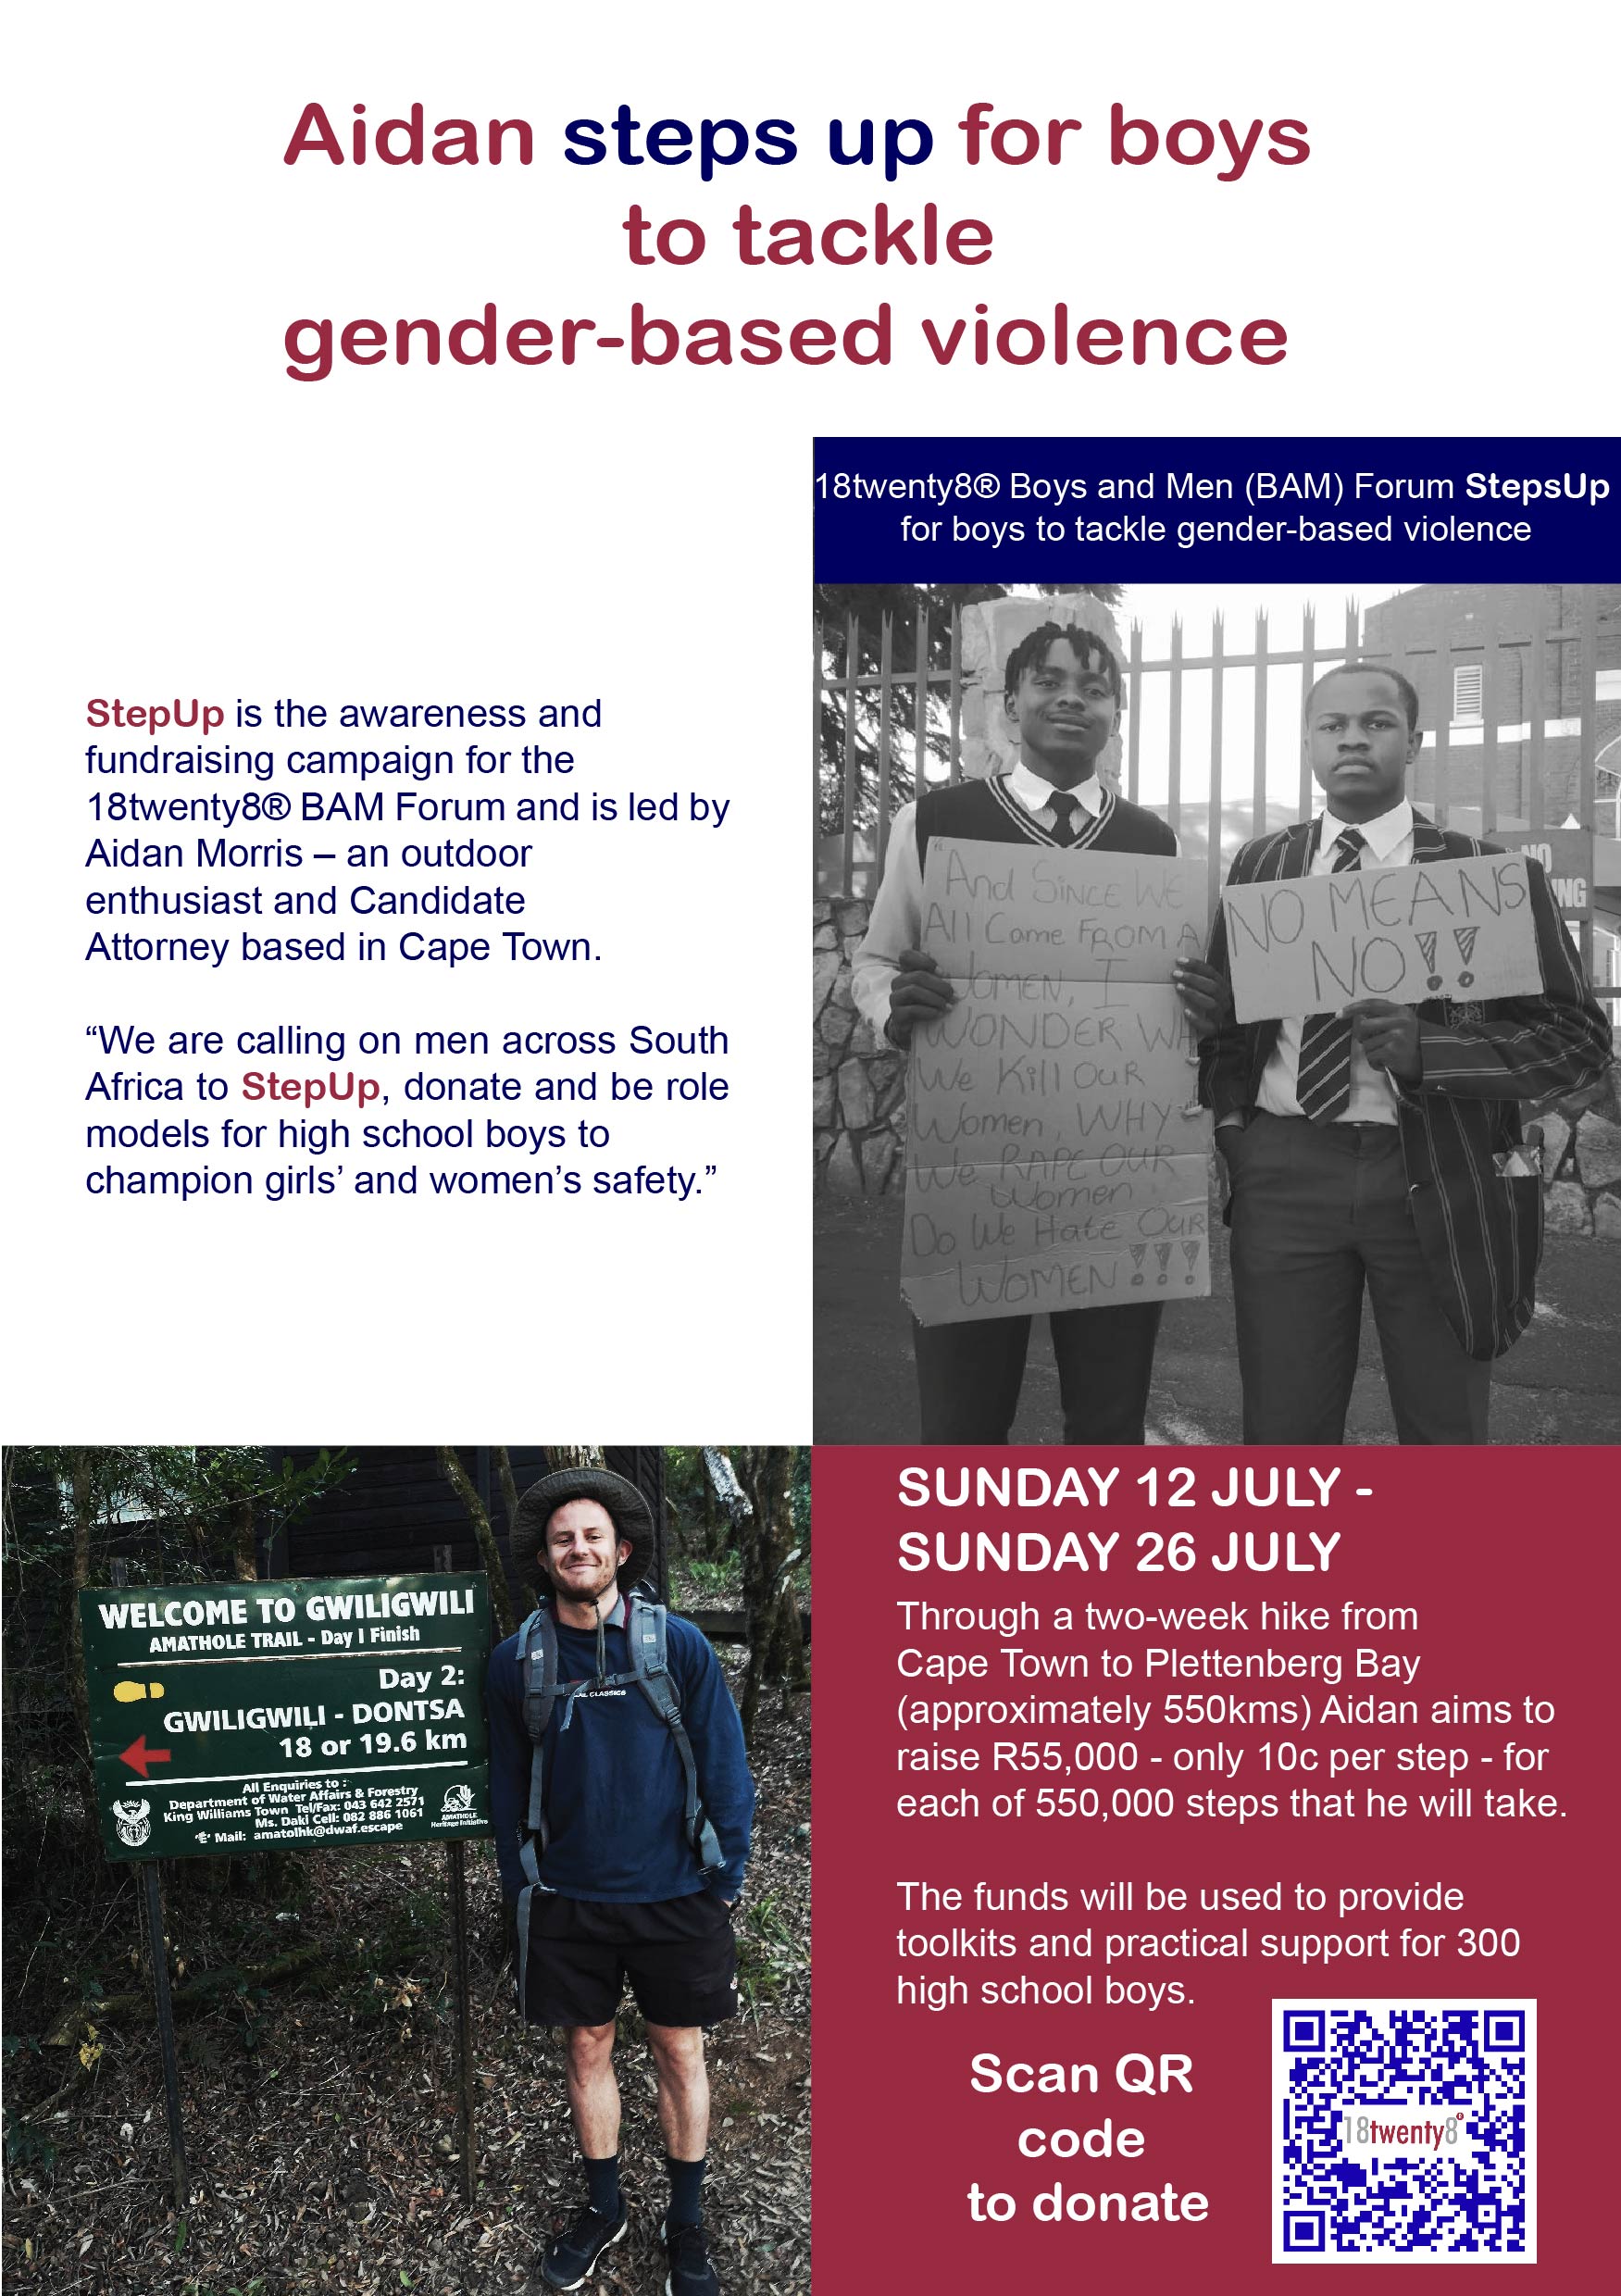 Aidan steps up for boys
to tackle
gender-based violence
18twenty8® Boys and Men (BAM) Forum StepsUp
for boys to tackle gender-based violence
StepUp is the awareness and
fundraising campaign for the
18twenty8® BAM Forum and is led by
Aidan Morris – an outdoor
enthusiast and Candidate
Attorney based in Cape Town.
“We are calling on men across South
Africa to StepUp, donate and be role
models for high school boys to
champion girls’ and women’s safety.”
"And SINCE WE
All Come FROM A
WOMEN, I
WONDER
We Kill OUR
Women, WHY
We RAPE OUR
Women
Do We Hate OUR
WOMEN!!!
NO MEANS
NO!!
NO
NG
WELCOME TO GWILIGWILI
AMATHOLE TRAIL - Day 1 Finish
Day 2:
GWILIGWILI - DONTSA
18 or 19.6 km
All Enquiries to :
Department of Water Affairs & Forestry
King Williams Town Tel/Fax: 043 642 2571
Ms. Daki Cell: 082 886 1061
Mail: amatolhk@dwaf.escape
AMATHOLE
Heritage Initiative
CLASSICS
SUNDAY 12 JULY -
SUNDAY 26 JULY
Through a two-week hike from
Cape Town to Plettenberg Bay
(approximately 550kms) Aidan aims to
raise R55,000 - only 10c per step - for
each of 550,000 steps that he will take.
The funds will be used to provide
toolkits and practical support for 300
high school boys.
Scan QR
code
to donate
18twenty8